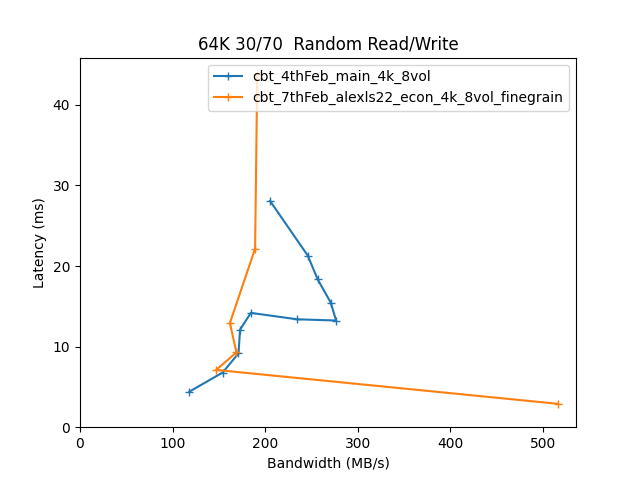 64K 30/70  Random Read/Write
cbt_4thFeb_main_4k_8vol
cbt_7thFeb_alexls22_econ_4k_8vol_finegrain
40
30
20
10
0
Latency (ms)
0 100 200 300 400 500
Bandwidth (MB/s)